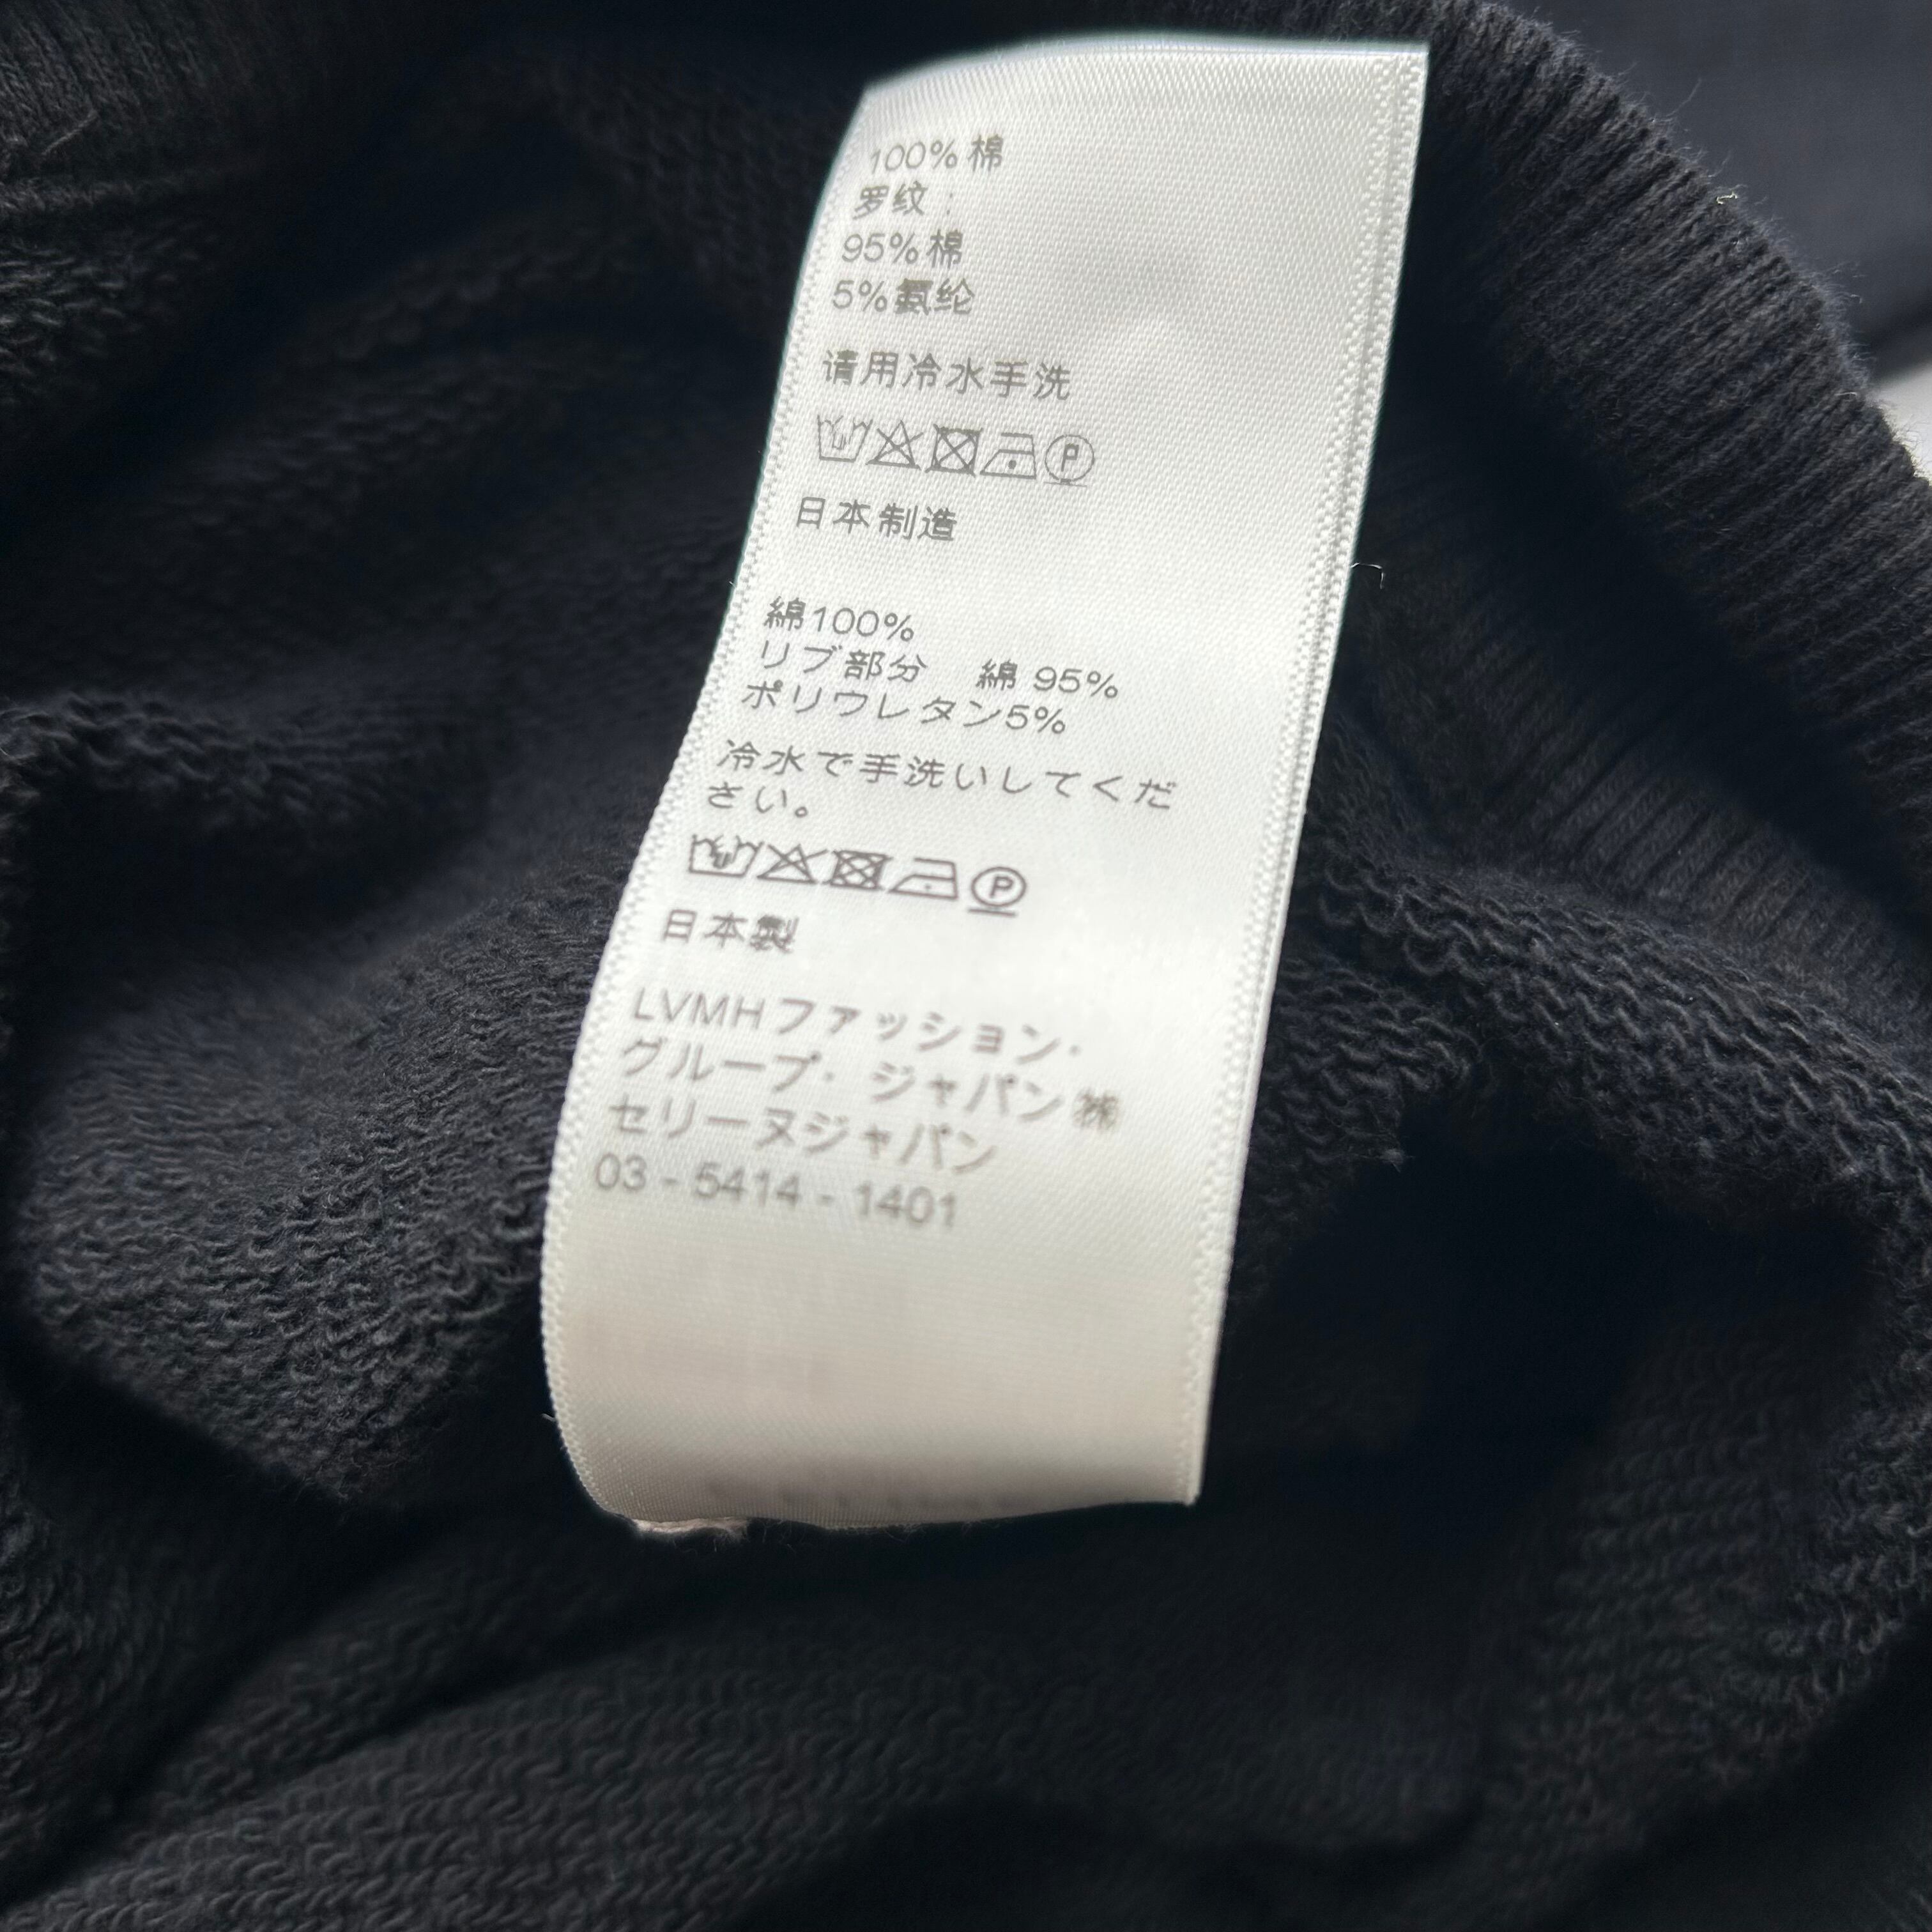 100% 棉
罗纹：
95% 棉
5% 氨纶
请用冷水手洗
P
日本制造
綿100%
リブ部分　綿 95%
ポリウレタン5%
冷水で手洗いしてくだ
さい。
P
日本製
LVMHファッション・
グループ・ジャパン㈱
セリーヌジャパン
03 - 5414 - 1401